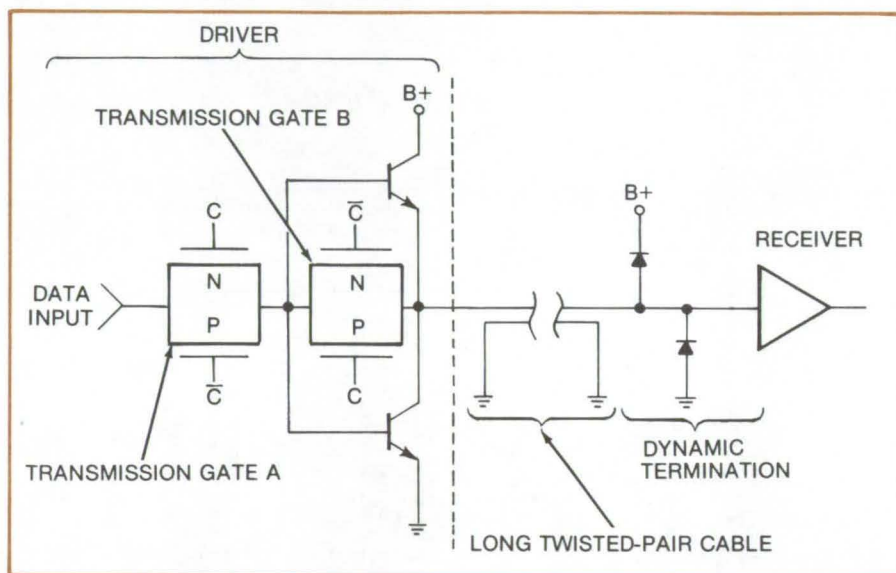 DRIVER
B+
TRANSMISSION GATE B
C
C̅
B+
RECEIVER
DATA
INPUT
N
P
N
P
C̅
C
DYNAMIC
TERMINATION
TRANSMISSION GATE A
LONG TWISTED-PAIR CABLE